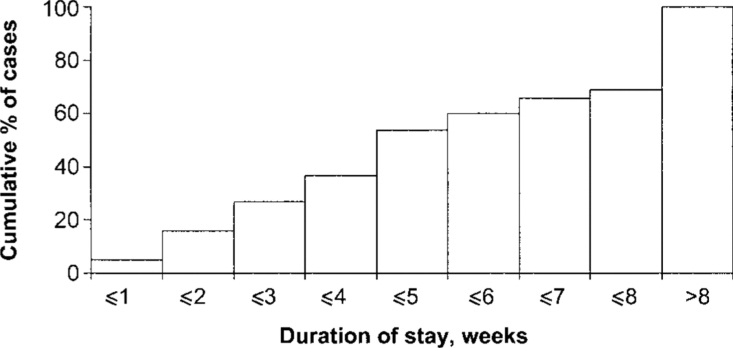 Cumulative % of cases
100
80
60
40
20
0
⩽1 ⩽2 ⩽3 ⩽4 ⩽5 ⩽6 ⩽7 ⩽8 >8
Duration of stay, weeks